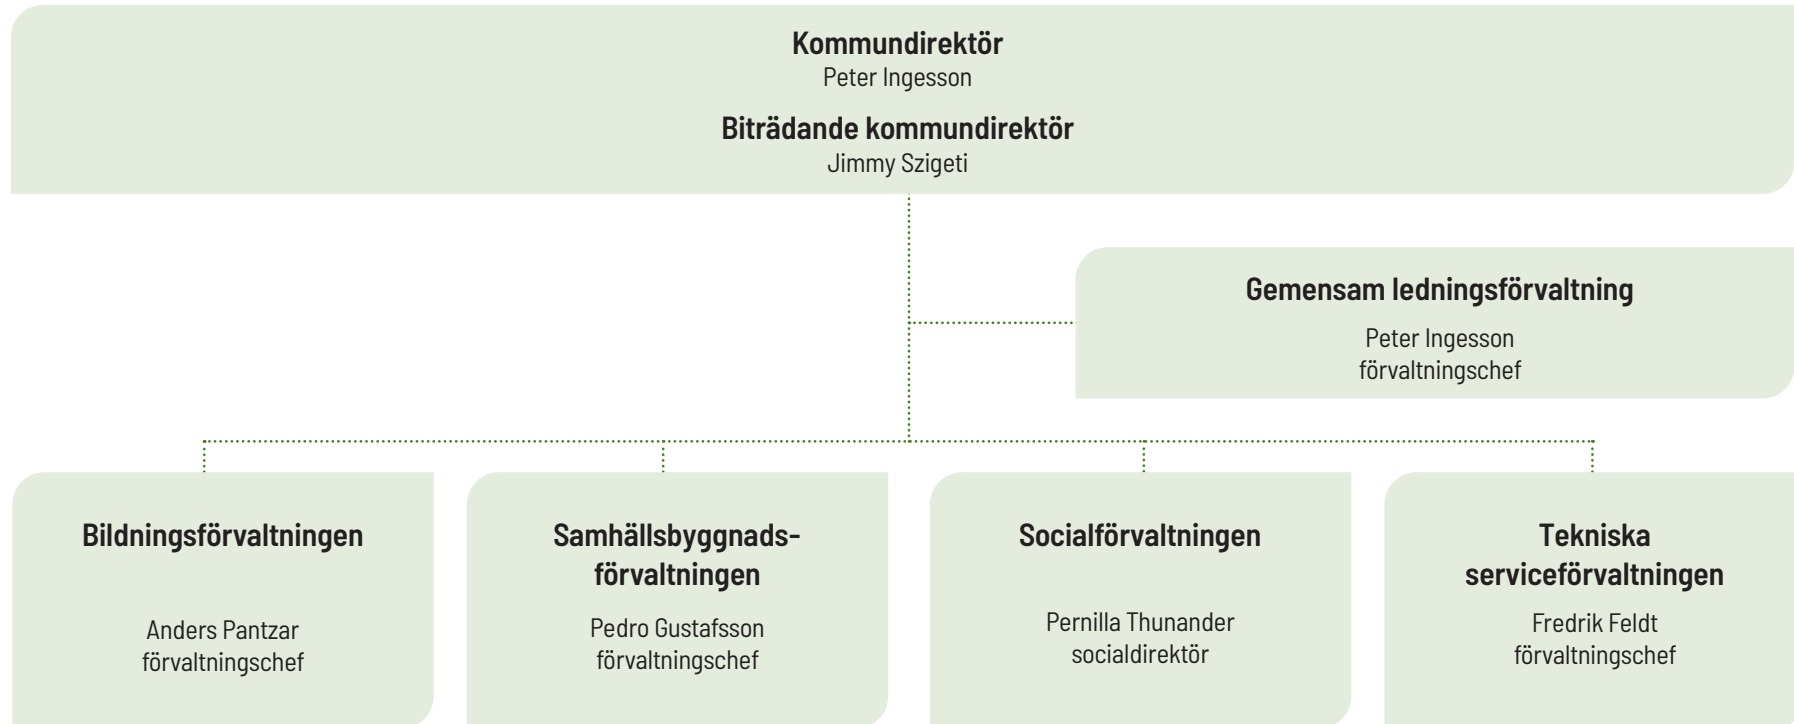 Kommundirektör
Peter Ingesson
Biträdande kommundirektör
Jimmy Szigeti
Gemensam ledningsförvaltning
Peter Ingesson
förvaltningschef
Bildningsförvaltningen
Anders Pantzar
förvaltningschef
Samhällsbyggnads-
förvaltningen
Pedro Gustafsson
förvaltningschef
Socialförvaltningen
Pernilla Thunander
socialdirektör
Tekniska
serviceförvaltningen
Fredrik Feldt
förvaltningschef